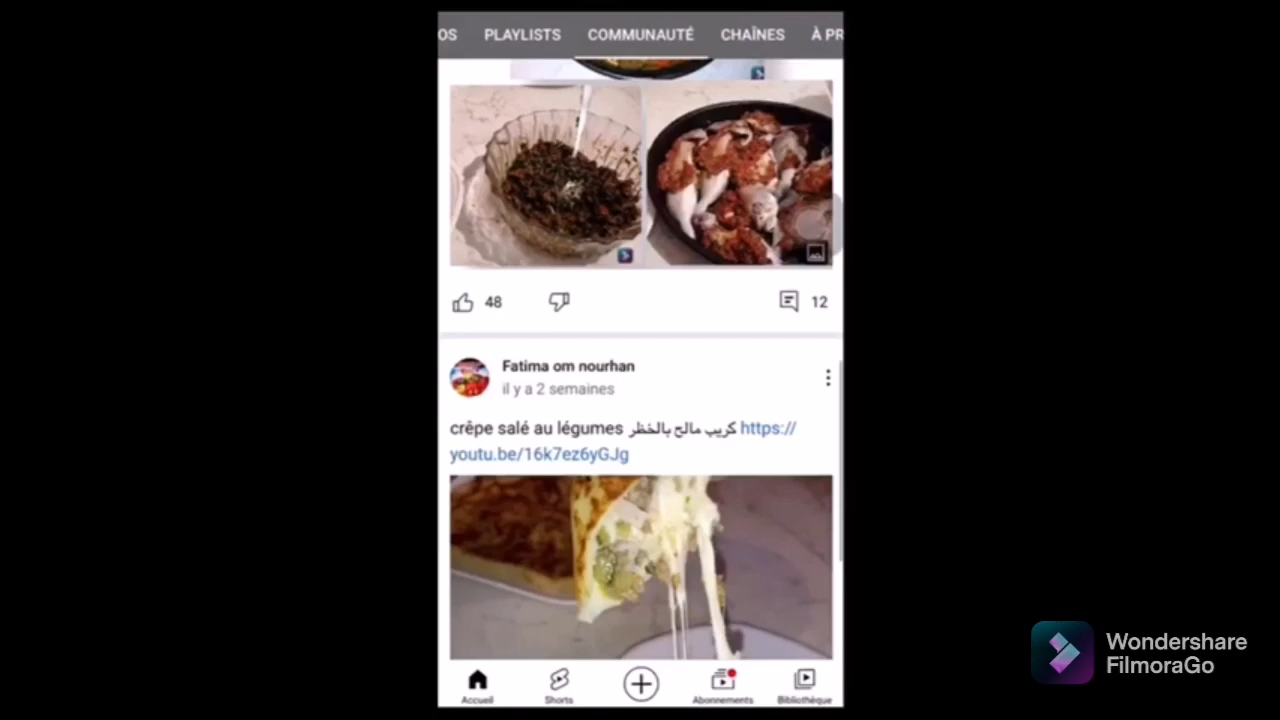 OS PLAYLISTS COMMUNAUTÉ CHAÎNES À PR
48 12
Fatima om nourhan
il y a 2 semaines
crêpe salé au légumes كريب مالح بالخظر https://
youtu.be/16k7ez6yGJg
Accueil Shorts Abonnements Bibliothèque
Wondershare
FilmoraGo